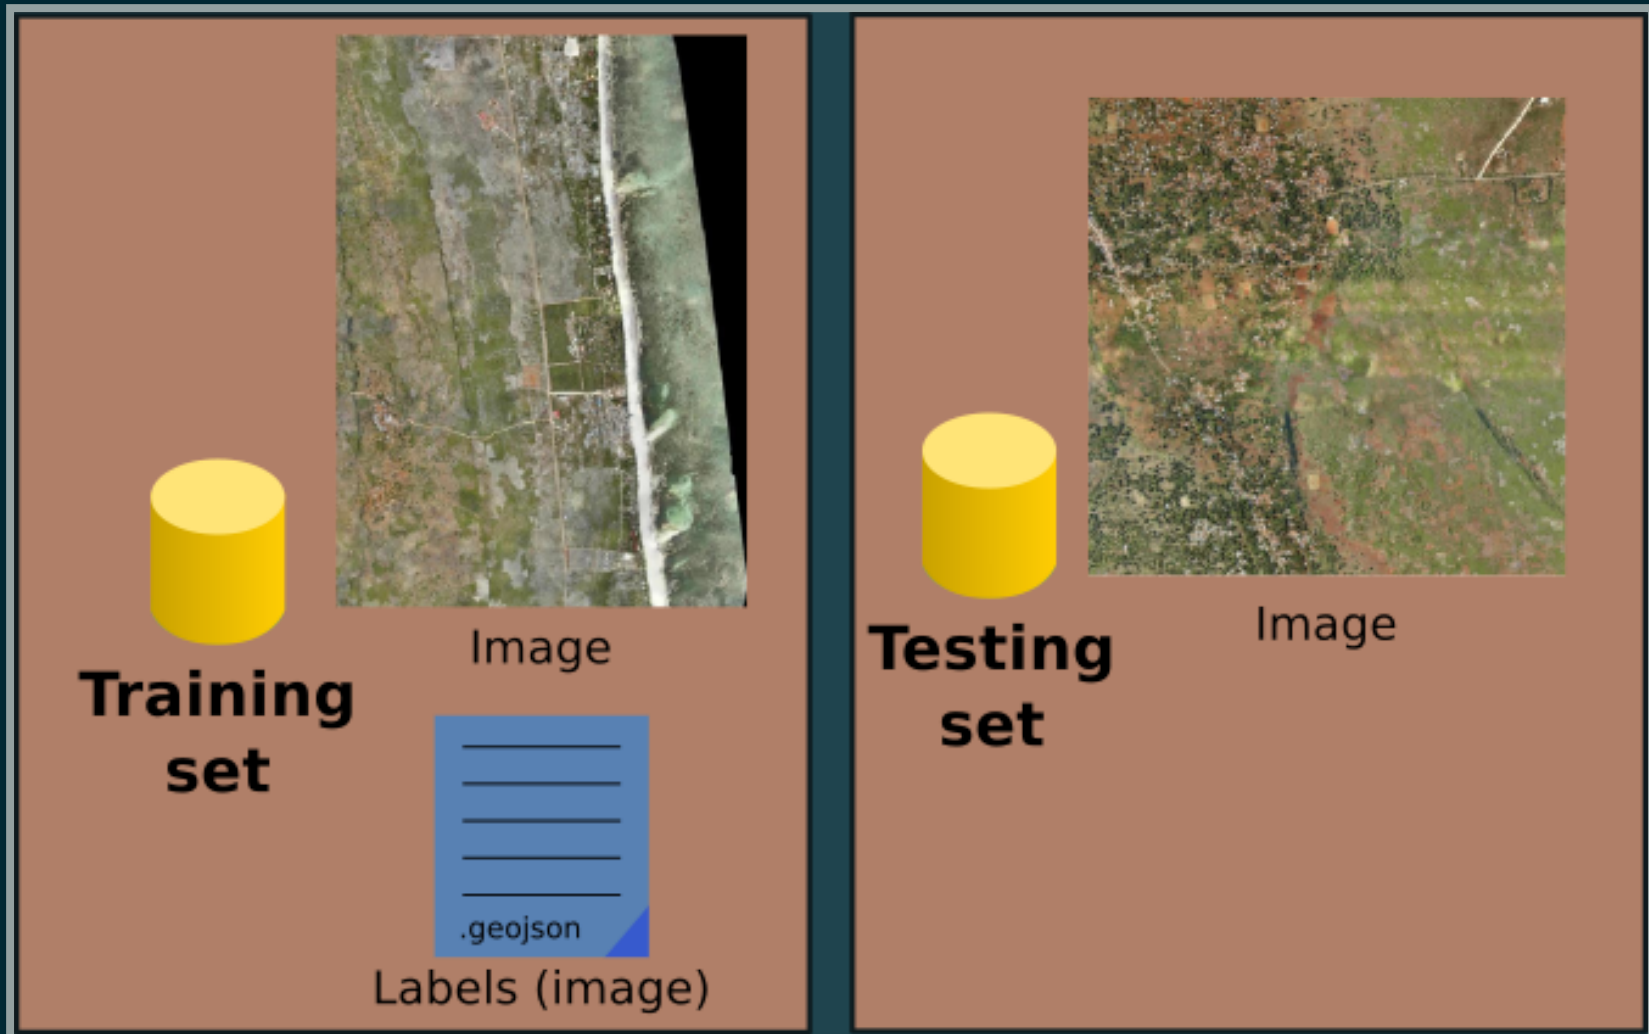 Image
Training
set
.geojson
Labels (image)
Image
Testing
set